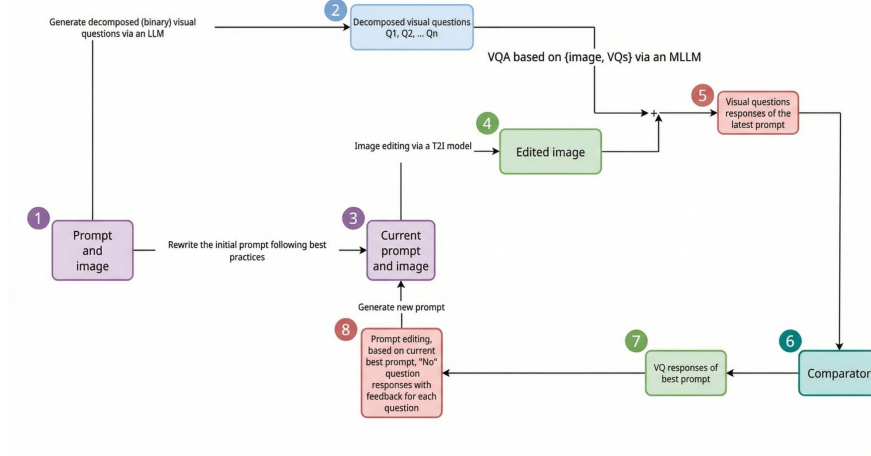 Generate decomposed (binary) visual
questions via an LLM
2
Decomposed visual questions
Q1, Q2, ... Qn
VQA based on {image, VQs} via an MLLM
5
Visual questions
responses of the
latest prompt
+
4
Image editing via a T2I model
Edited image
1
Prompt
and
image
Rewrite the initial prompt following best
practices
3
Current
prompt
and image
Generate new prompt
8
Prompt editing,
based on current
best prompt, "No"
question
responses with
feedback for each
question
7
VQ responses of
best prompt
6
Comparator